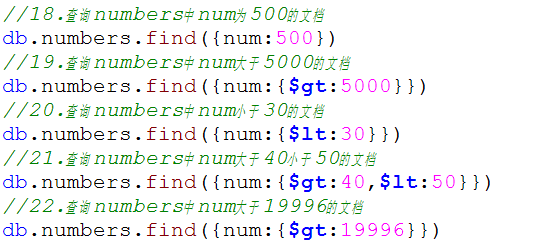 //18.查询numbers中num为500的文档
db.numbers.find({num:500})
//19.查询numbers中num大于5000的文档
db.numbers.find({num:{$gt:5000}})
//20.查询numbers中num小于30的文档
db.numbers.find({num:{$lt:30}})
//21.查询numbers中num大于40小于50的文档
db.numbers.find({num:{$gt:40,$lt:50}})
//22.查询numbers中num大于19996的文档
db.numbers.find({num:{$gt:19996}})